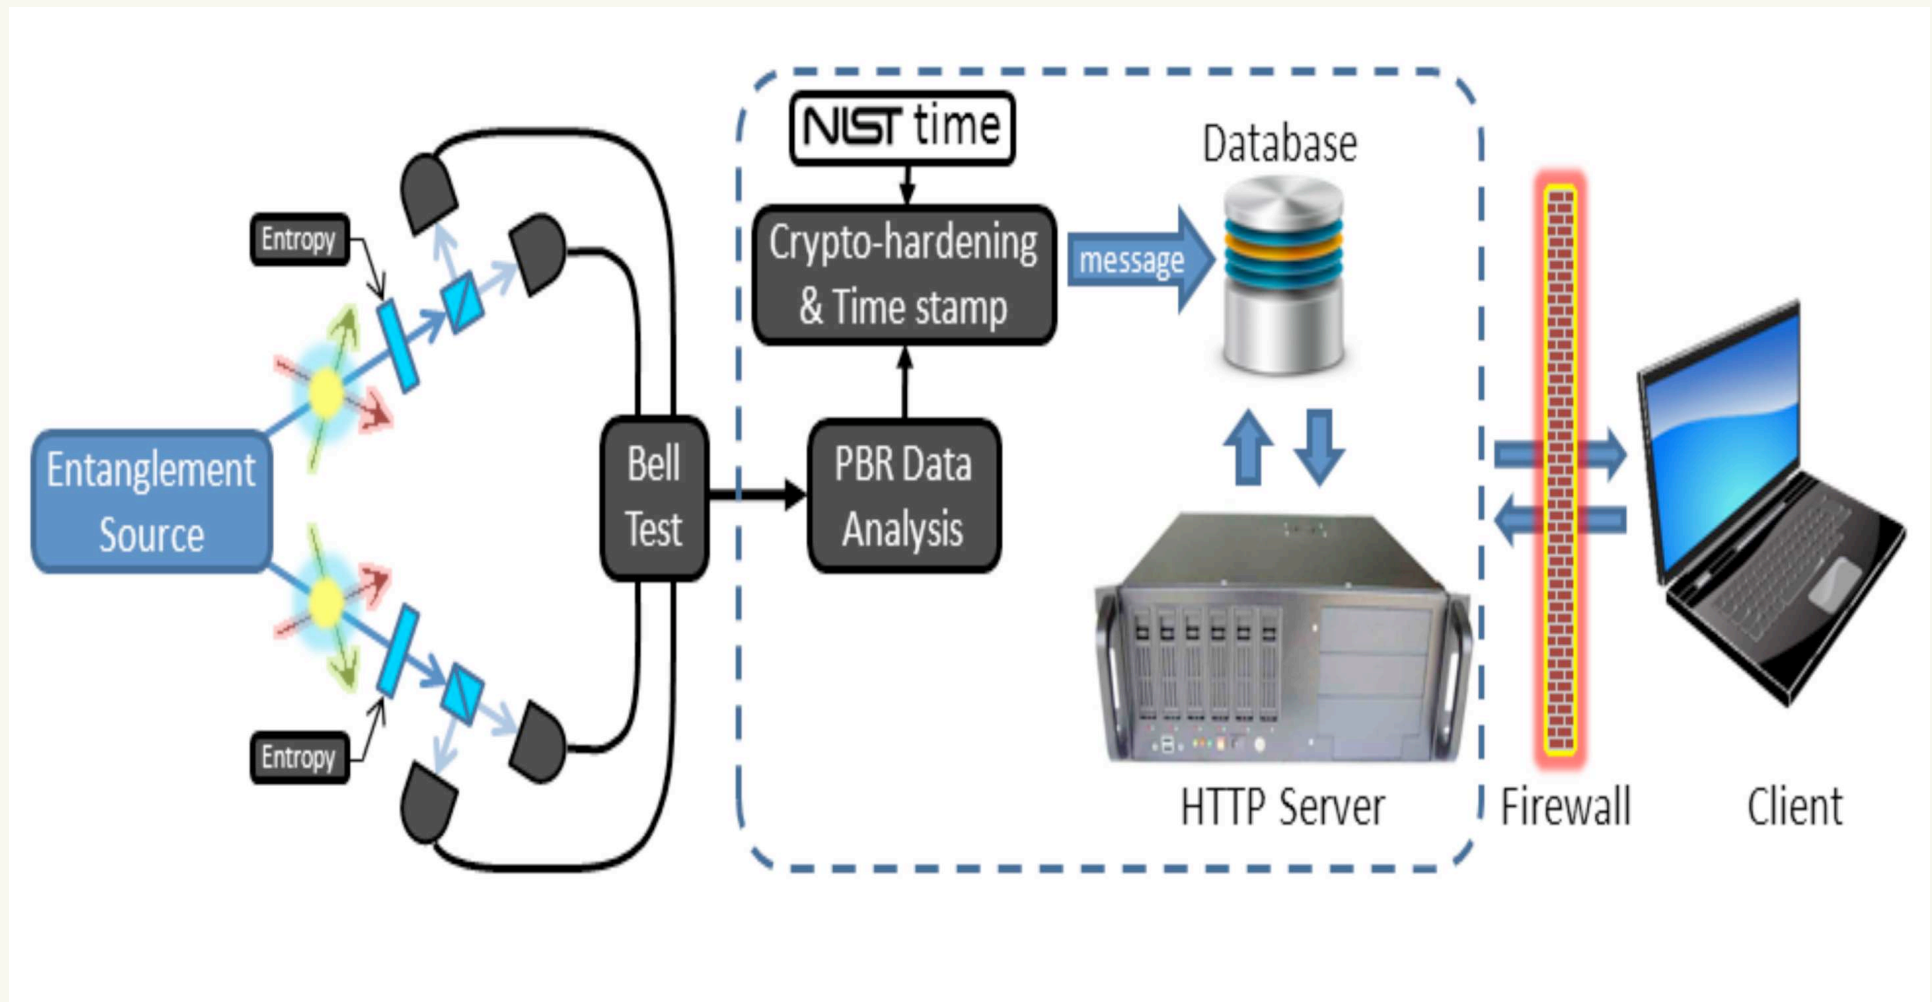 Entropy
Entanglement
Source
Entropy
Bell
Test
NIST time
Crypto-hardening
& Time stamp
PBR Data
Analysis
message
Database
HTTP Server
Firewall
Client